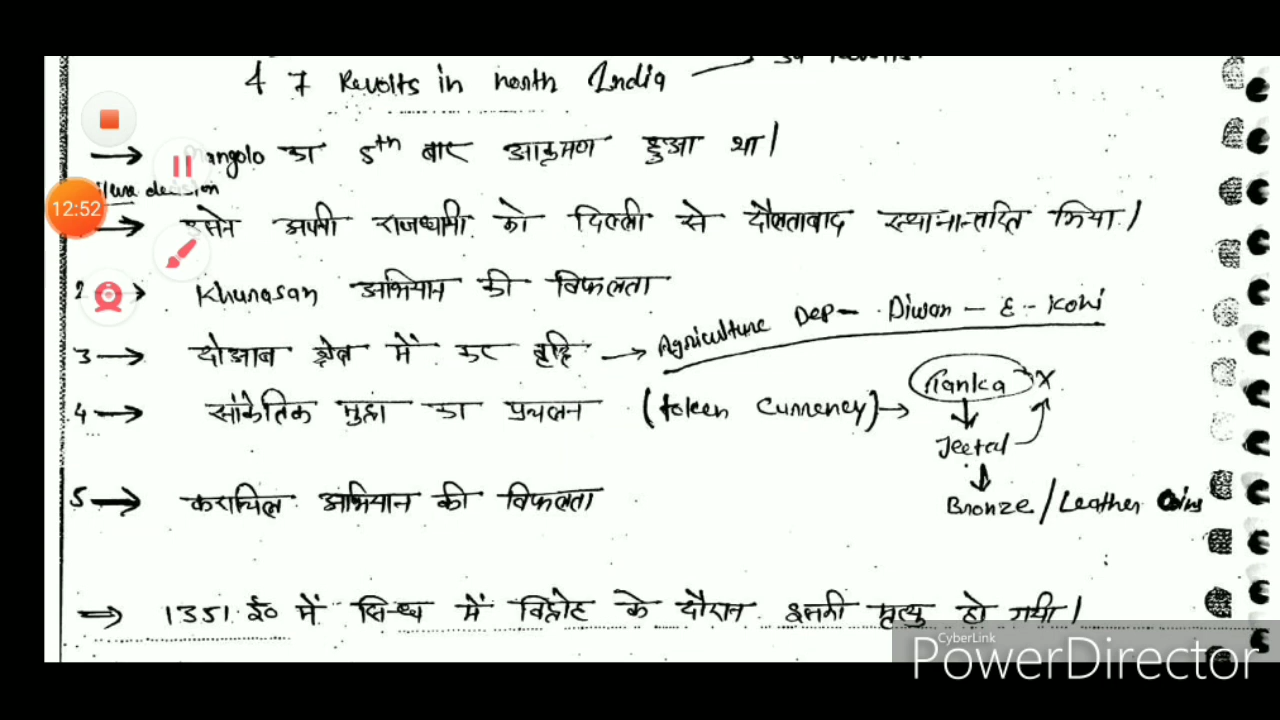 & 7 Revolts in north India →
→ Mangolo का 5th बार आक्रमण हुआ था।
decision
12:52
→ इसने अपनी राजधानी को दिल्ली से दौलताबाद स्थानान्तरित किया।
2 → Khurasan अभियान की विफलता
3 → दोआब क्षेत्र में कर वृद्धि → Agriculture Dep - Diwan - E - Kohi
4 → सांकेतिक मुद्रा का प्रचलन (token currency) → Tanka x
Jeetal
Bronze/Leather Coins
5 → कराचिल अभियान की विफलता
⇒ 1351 ई० में सिन्ध में विद्रोह के दौरान इसकी मृत्यु हो गयी।
CyberLink
PowerDirector